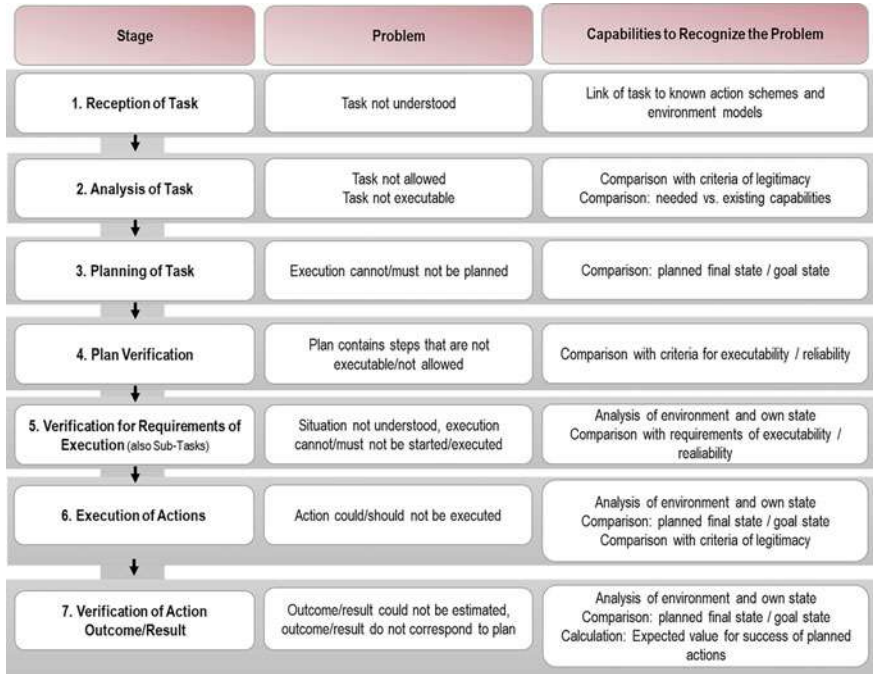 Stage
Problem
Capabilities to Recognize the Problem
1. Reception of Task
Task not understood
Link of task to known action schemes and
environment models
2. Analysis of Task
Task not allowed
Task not executable
Comparison with criteria of legitimacy
Comparison: needed vs. existing capabilities
3. Planning of Task
Execution cannot/must not be planned
Comparison: planned final state / goal state
4. Plan Verification
Plan contains steps that are not
executable/not allowed
Comparison with criteria for executability / reliability
5. Verification for Requirements of
Execution (also Sub-Tasks)
Situation not understood, execution
cannot/must not be started/executed
Analysis of environment and own state
Comparison with requirements of executability /
realiability
6. Execution of Actions
Action could/should not be executed
Analysis of environment and own state
Comparison: planned final state / goal state
Comparison with criteria of legitimacy
7. Verification of Action
Outcome/Result
Outcome/result could not be estimated,
outcome/result do not correspond to plan
Analysis of environment and own state
Comparison: planned final state / goal state
Calculation: Expected value for success of planned
actions